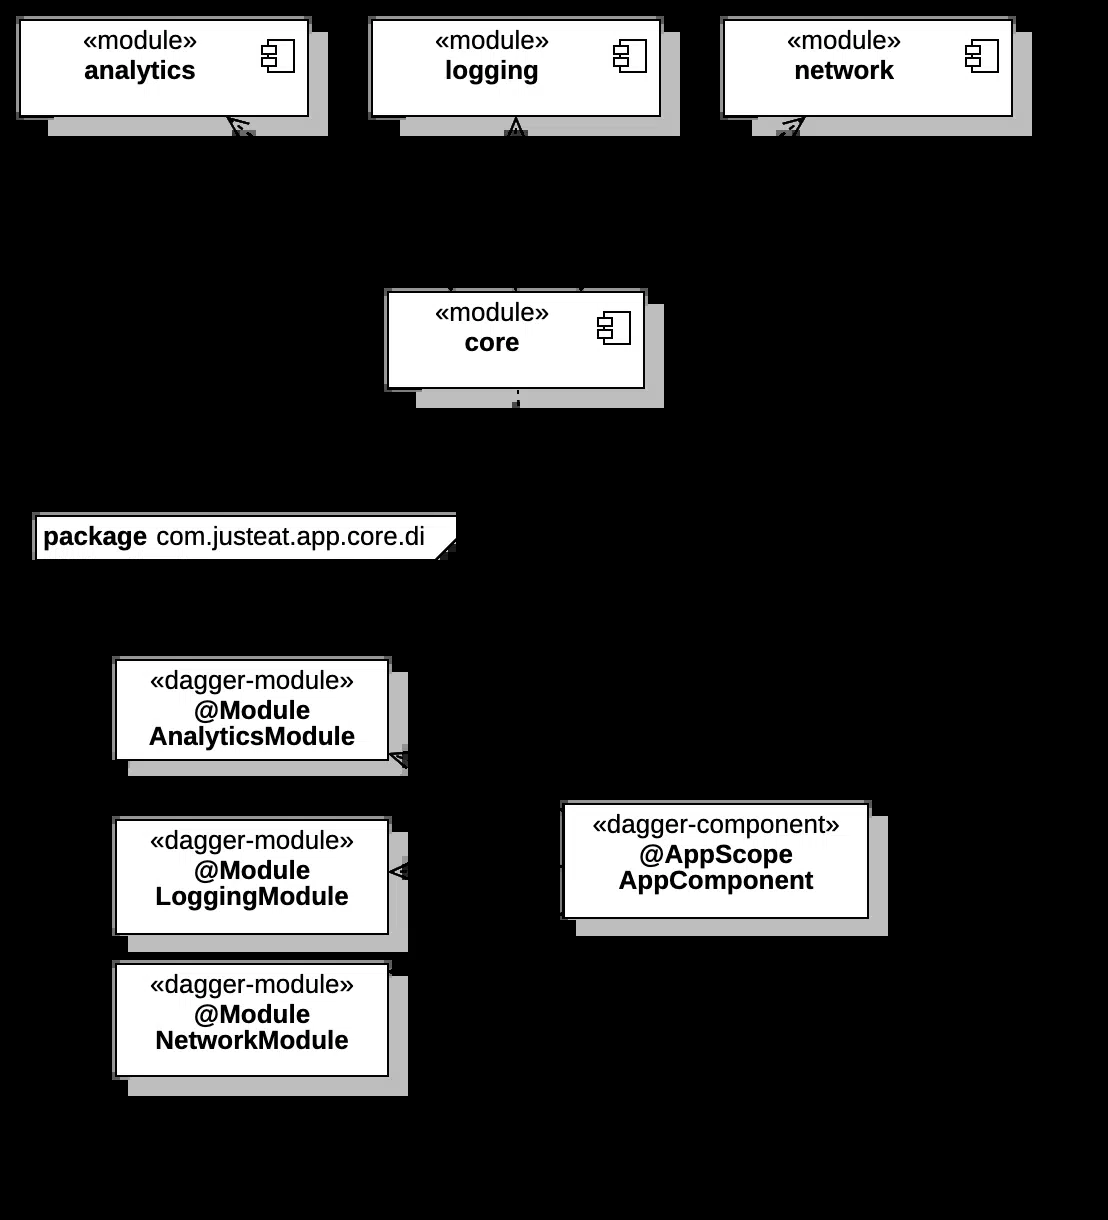 «module»
analytics
«module»
logging
«module»
network
«module»
core
package com.justeat.app.core.di
«dagger-module»
@Module
AnalyticsModule
«dagger-module»
@Module
LoggingModule
«dagger-component»
@AppScope
AppComponent
«dagger-module»
@Module
NetworkModule